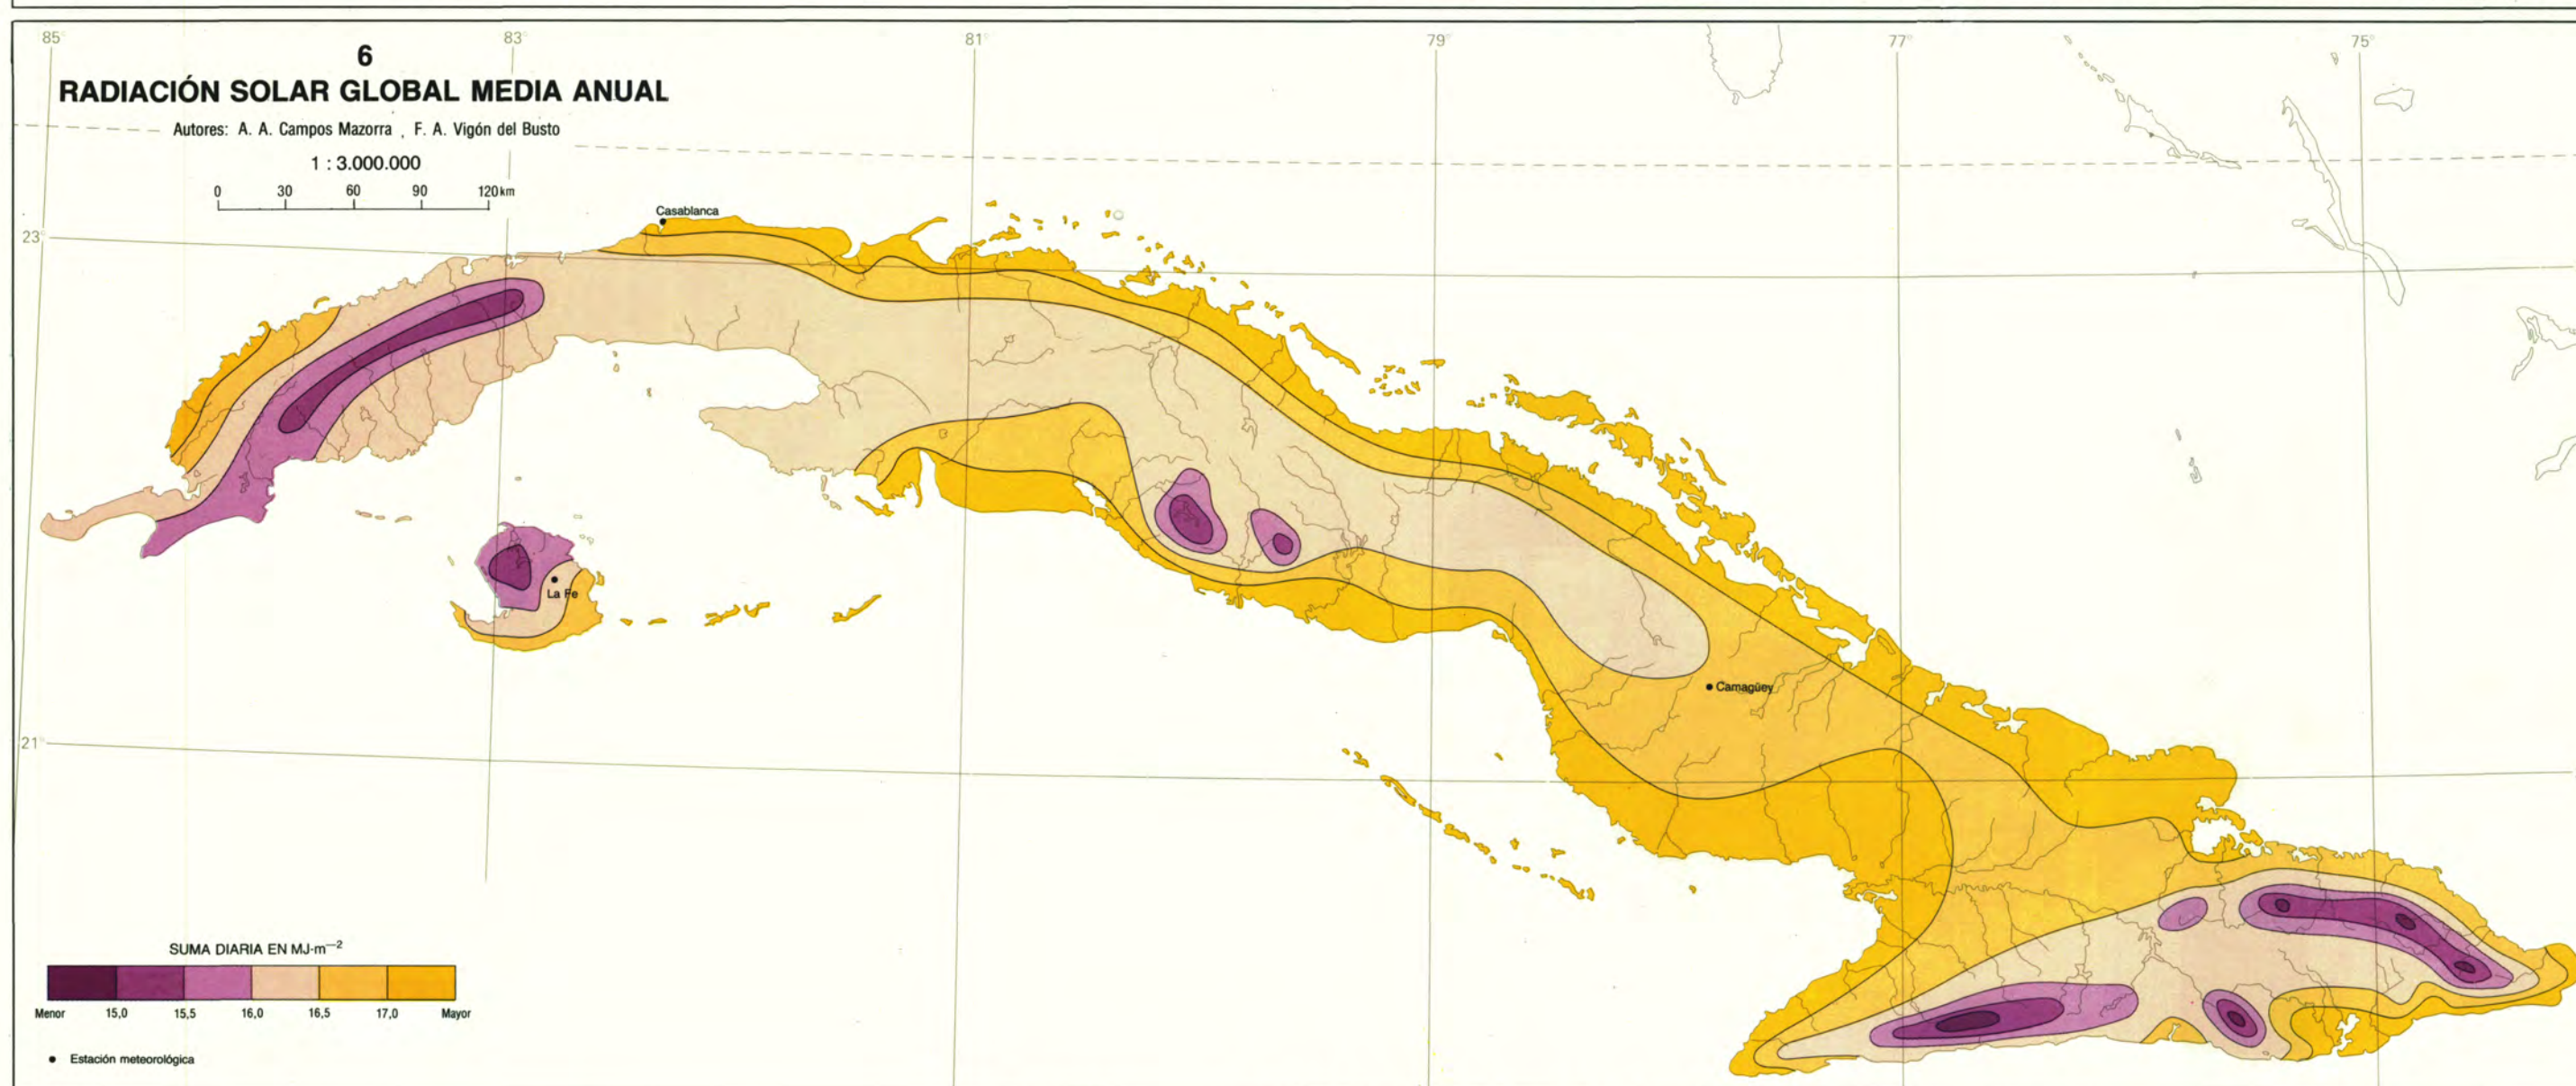 85° 83° 81° 79° 77° 75°
6
RADIACIÓN SOLAR GLOBAL MEDIA ANUAL
Autores: A. A. Campos Mazorra , F. A. Vigón del Busto
1 : 3.000.000
0 30 60 90 120 km
Casablanca
23°
La Fe
Camagüey
21°
SUMA DIARIA EN MJ·m⁻²
Menor 15,0 15,5 16,0 16,5 17,0 Mayor
● Estación meteorológica